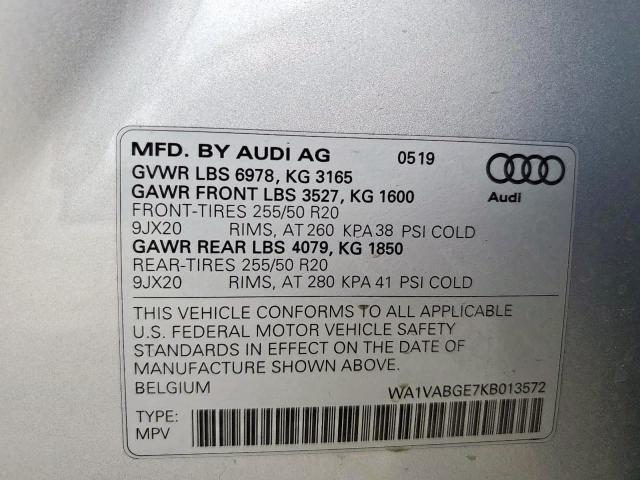 MFD. BY AUDI AG 0519
GVWR LBS 6978, KG 3165
GAWR FRONT LBS 3527, KG 1600
FRONT-TIRES 255/50 R20
9JX20 RIMS, AT 260 KPA 38 PSI COLD
GAWR REAR LBS 4079, KG 1850
REAR-TIRES 255/50 R20
9JX20 RIMS, AT 280 KPA 41 PSI COLD
Audi
THIS VEHICLE CONFORMS TO ALL APPLICABLE
U.S. FEDERAL MOTOR VEHICLE SAFETY
STANDARDS IN EFFECT ON THE DATE OF
MANUFACTURE SHOWN ABOVE.
BELGIUM WA1VABGE7KB013572
TYPE:
MPV